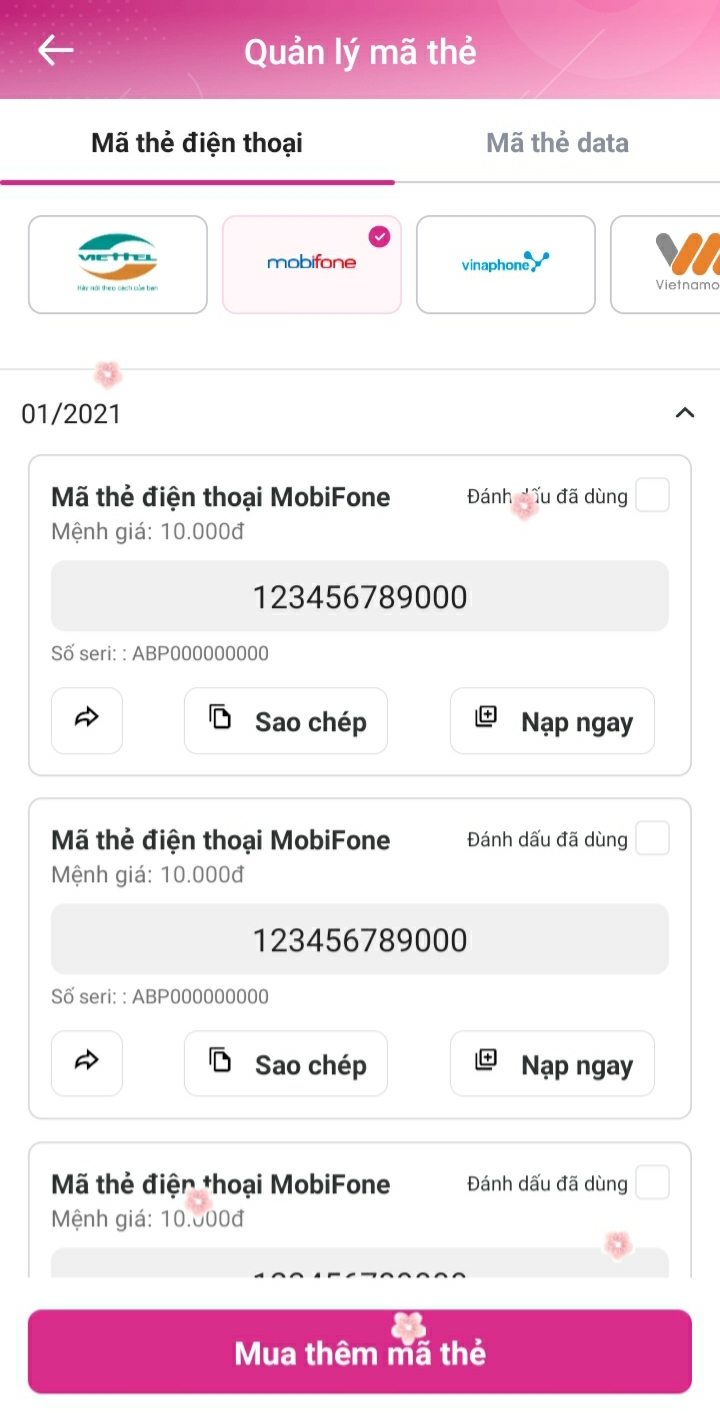 Quản lý mã thẻ
Mã thẻ điện thoại
Mã thẻ data
VIETTEL
Hãy nói theo cách của bạn
mobifone
vinaphone
Vietnamo
01/2021
Mã thẻ điện thoại MobiFone
Đánh dấu đã dùng
Mệnh giá: 10.000đ
123456789000
Số seri: : ABP000000000
Sao chép
Nạp ngay
Mã thẻ điện thoại MobiFone
Đánh dấu đã dùng
Mệnh giá: 10.000đ
123456789000
Số seri: : ABP000000000
Sao chép
Nạp ngay
Mã thẻ điện thoại MobiFone
Đánh dấu đã dùng
Mệnh giá: 10.000đ
123456789000
Mua thêm mã thẻ